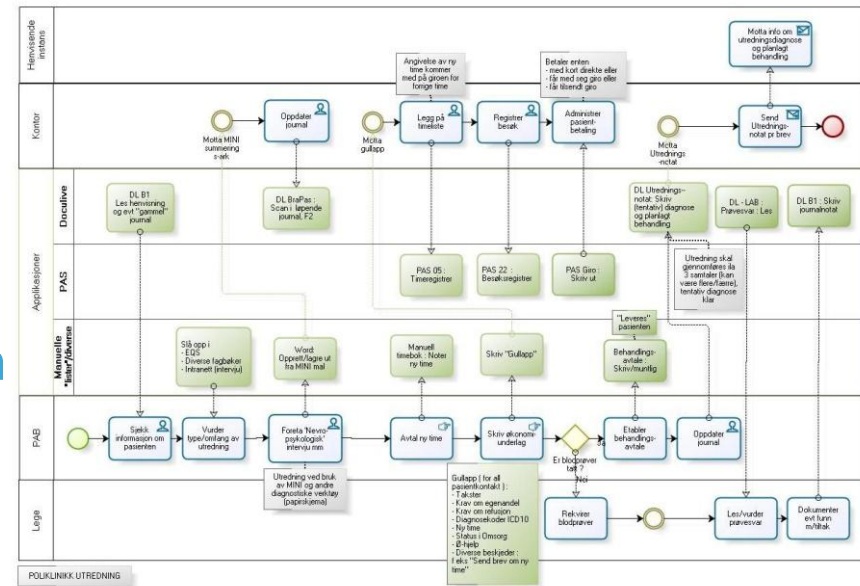 Henvisende
instans
Motta info om
utredningsdiagnose
og planlagt
behandling
Angivelse av ny
time kommer
med på giroen for
forrige time
Betaler enten
- med kort direkte eller
- får med seg giro eller
- får tilsendt giro
Kontor
Motta MINI
summering
s-ark
Oppdater
journal
Motta
gullapp
Legg på
timeliste
Registrer
besøk
Administrer
pasient-
betaling
Motta
Utrednings
-notat
Send
Utrednings-
notat pr brev
Applikasjoner
Doculive
DL B1
Les henvisning
og evt "gammel"
journal
DL BraPas :
Scan i løpende
journal, F2
DL Utrednings-
notat: Skriv
(tentativ) diagnose
og planlagt
behandling
DL - LAB :
Prøvesvar : Les
DL B1 : Skriv
journalnotat
PAS
PAS 05 :
Timeregistrer
PAS 22 :
Besøksregistrer
PAS Giro :
Skriv ut
Utredning skal
gjennomføres ila
3 samtaler (kan
være flere/færre),
tentativ diagnose
klar
Manuelle
"lister"/diverse
Slå opp i
- EQS
- Diverse fagbøker
- Intranett (intervju)
Word:
Opprett/lagre ut
fra MINI mal
Manuell
timebok : Noter
ny time
Skriv "Gullapp"
"Leveres"
pasienten
Behandlings-
avtale :
Skriv/muntlig
PAB
Sjekk
informasjon om
pasienten
Vurder
type/omfang av
utredning
Foreta 'Nevro-
psykologisk'
intervju mm
Avtal ny time
Skriv økonomi-
underlag
Ja
Er blodprøver
tatt ?
Nei
Etabler
behandlings-
avtale
Oppdater
journal
Utredning ved bruk
av MINI og andre
diagnostiske verktøy
(papirskjema)
Gullapp ( for all
pasientkontakt ) :
- Takster
- Krav om egenandel
- Krav om refusjon
- Diagnosekoder ICD10
- Ny time
- Status i Omsorg
- Ø-hjelp
- Diverse beskjeder :
f eks "Send brev om ny
time"
Lege
Rekvirer
blodprøver
Les/vurder
prøvesvar
Dokumenter
evt funn
m/tiltak
POLIKLINIKK UTREDNING